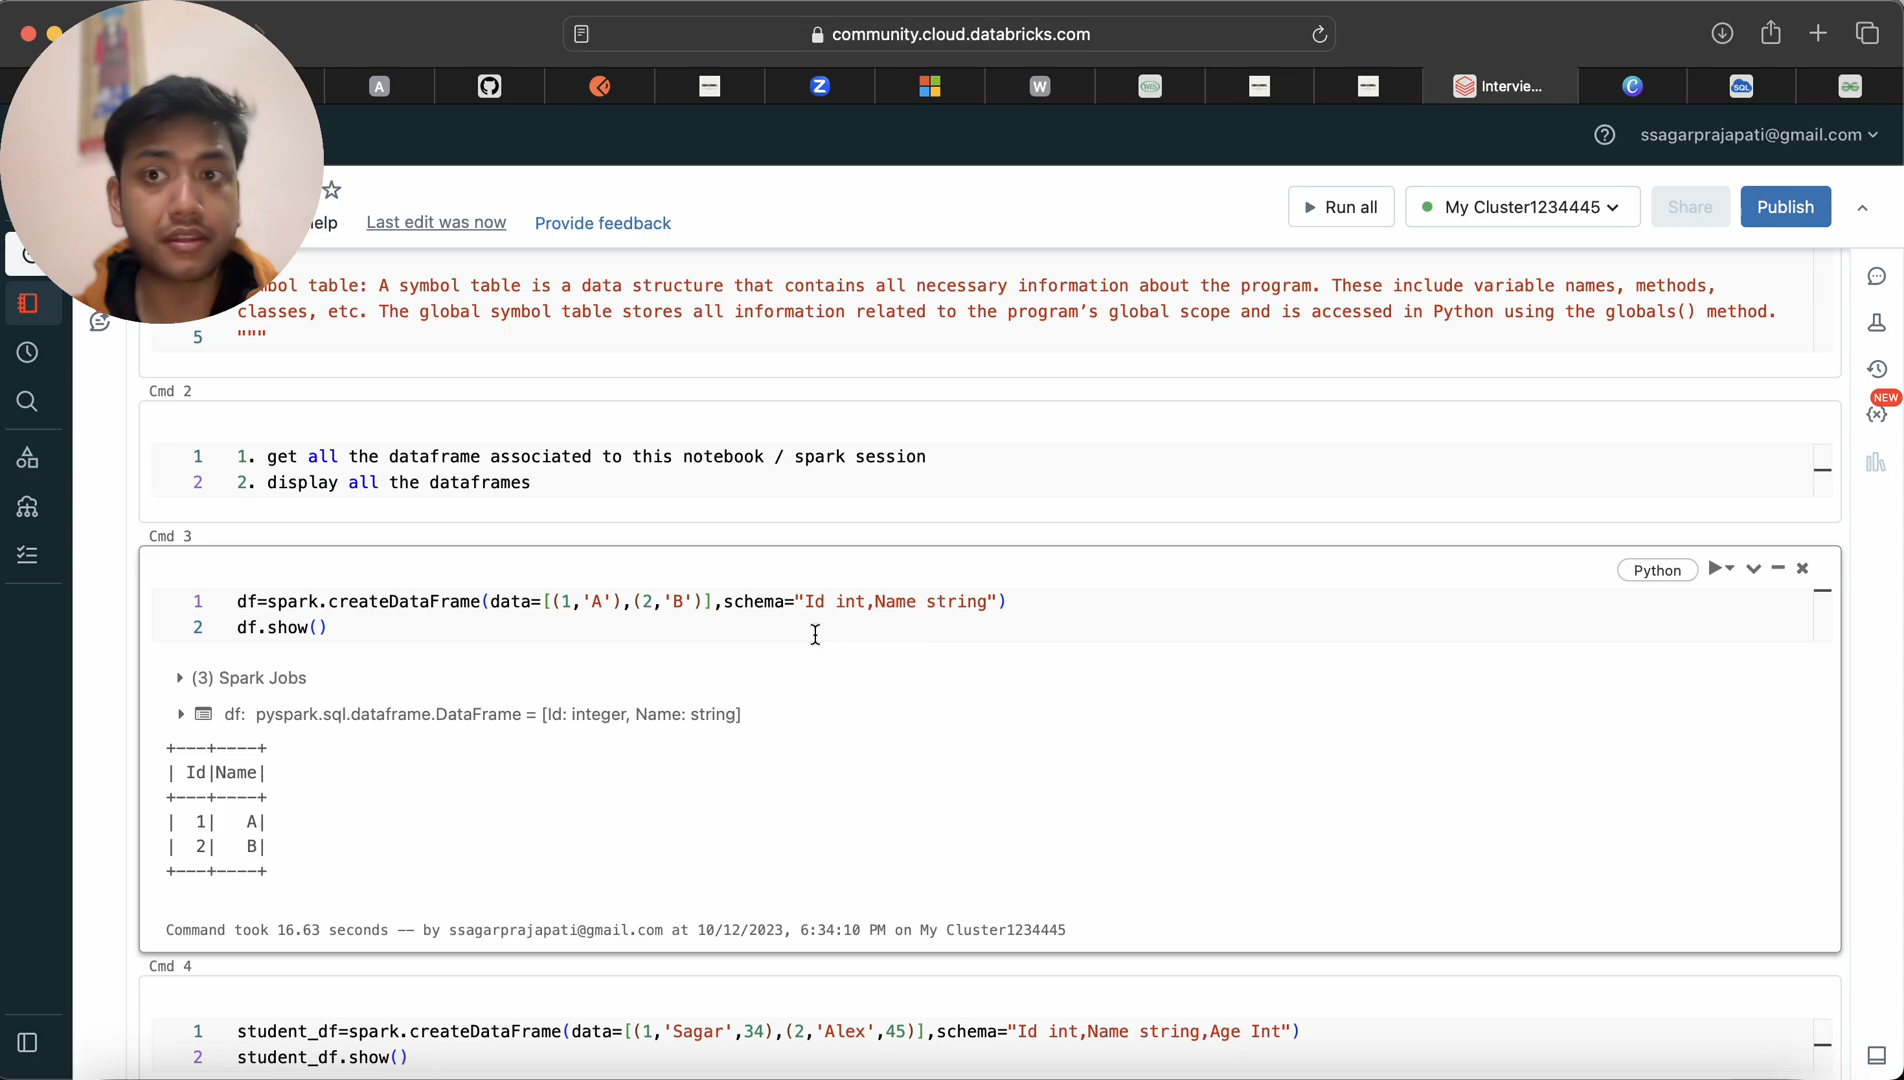 community.cloud.databricks.com
A
W
WES
Intervie...
C
SQL
ssagarprajapati@gmail.com
elp
Last edit was now
Provide feedback
Run all
My Cluster1234445
Share
Publish
mbol table: A symbol table is a data structure that contains all necessary information about the program. These include variable names, methods,
classes, etc. The global symbol table stores all information related to the program’s global scope and is accessed in Python using the globals() method.
5 """
NEW
Cmd 2
1 1. get all the dataframe associated to this notebook / spark session
2 2. display all the dataframes
Cmd 3
Python
1 df=spark.createDataFrame(data=[(1,'A'),(2,'B')],schema="Id int,Name string")
2 df.show()
(3) Spark Jobs
df: pyspark.sql.dataframe.DataFrame = [Id: integer, Name: string]
+---+----+
| Id|Name|
+---+----+
|  1|   A|
|  2|   B|
+---+----+
Command took 16.63 seconds -- by ssagarprajapati@gmail.com at 10/12/2023, 6:34:10 PM on My Cluster1234445
Cmd 4
1 student_df=spark.createDataFrame(data=[(1,'Sagar',34),(2,'Alex',45)],schema="Id int,Name string,Age Int")
2 student_df.show()